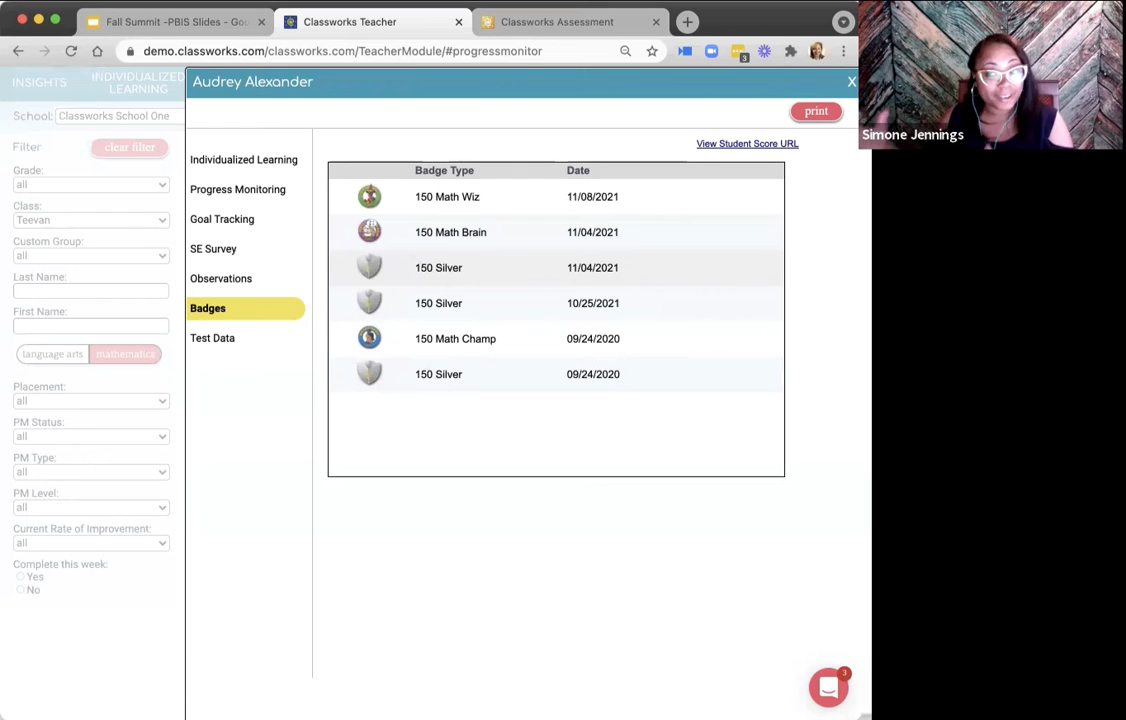 Fall Summit -PBIS Slides - Goo
Classworks Teacher
Classworks Assessment
demo.classworks.com/classworks.com/TeacherModule/#progressmonitor
3
INSIGHTS
INDIVIDUALIZED
LEARNING
Audrey Alexander
X
School:
Classworks School One
print
Simone Jennings
Filter
clear filter
View Student Score URL
Grade:
all
Class:
Teevan
Custom Group:
all
Last Name:
First Name:
language arts
mathematics
Placement:
all
PM Status:
all
PM Type:
all
PM Level:
all
Current Rate of Improvement:
all
Complete this week:
Yes
No
Individualized Learning
Progress Monitoring
Goal Tracking
SE Survey
Observations
Badges
Test Data
Badge Type Date
150 Math Wiz 11/08/2021
150 Math Brain 11/04/2021
150 Silver 11/04/2021
150 Silver 10/25/2021
150 Math Champ 09/24/2020
150 Silver 09/24/2020
3